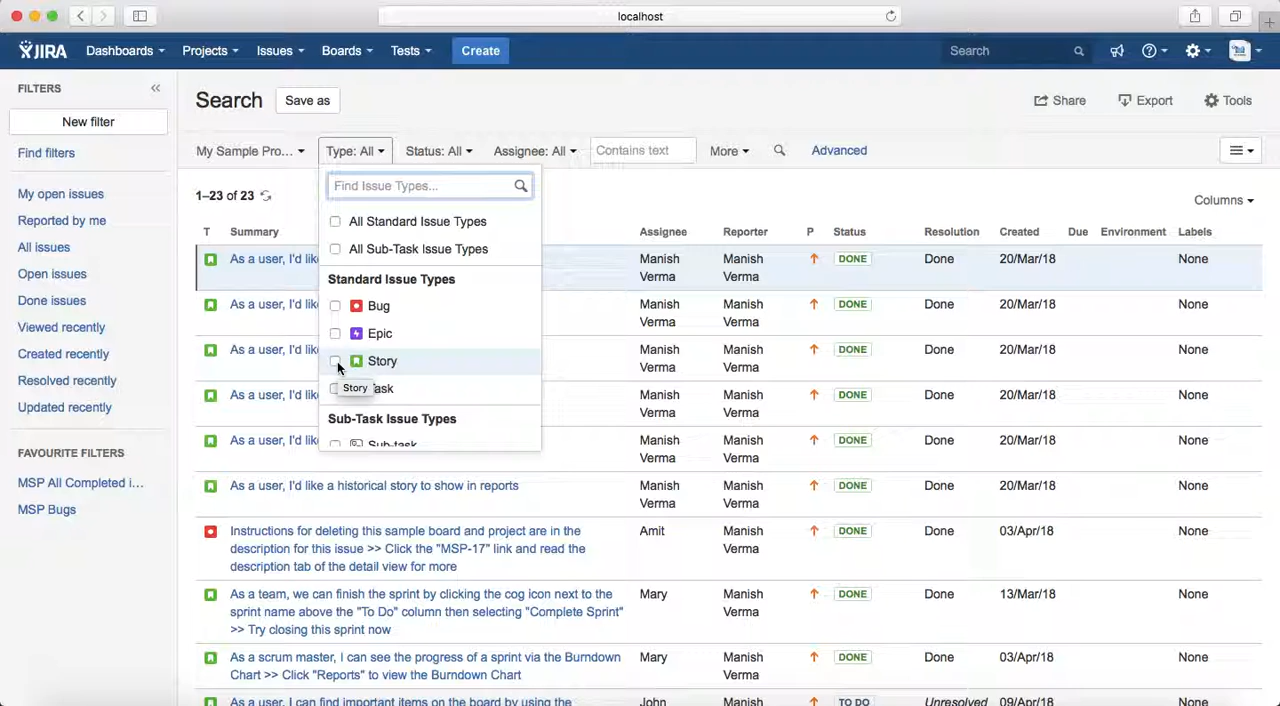 localhost
JIRA Dashboards Projects Issues Boards Tests Create Search
FILTERS
New filter
Find filters
My open issues
Reported by me
All issues
Open issues
Done issues
Viewed recently
Created recently
Resolved recently
Updated recently
FAVOURITE FILTERS
MSP All Completed i...
MSP Bugs
Search Save as Share Export Tools
My Sample Pro... Type: All Status: All Assignee: All Contains text More Advanced
Find Issue Types...
All Standard Issue Types
All Sub-Task Issue Types
Standard Issue Types
Bug
Epic
Story
Story ask
Sub-Task Issue Types
Sub-task
1–23 of 23 Columns
T Summary Assignee Reporter P Status Resolution Created Due Environment Labels
As a user, I'd like Manish Manish DONE Done 20/Mar/18 None
Verma Verma
As a user, I'd like Manish Manish DONE Done 20/Mar/18 None
Verma Verma
As a user, I'd like Manish Manish DONE Done 20/Mar/18 None
Verma Verma
As a user, I'd like Manish Manish DONE Done 20/Mar/18 None
Verma Verma
As a user, I'd like Manish Manish DONE Done 20/Mar/18 None
Verma Verma
As a user, I'd like a historical story to show in reports Manish Manish DONE Done 20/Mar/18 None
Verma Verma
Instructions for deleting this sample board and project are in the Amit Manish DONE Done 03/Apr/18 None
description for this issue >> Click the "MSP-17" link and read the Verma
description tab of the detail view for more
As a team, we can finish the sprint by clicking the cog icon next to the Mary Manish DONE Done 13/Mar/18 None
sprint name above the "To Do" column then selecting "Complete Sprint" Verma
>> Try closing this sprint now
As a scrum master, I can see the progress of a sprint via the Burndown Mary Manish DONE Done 03/Apr/18 None
Chart >> Click "Reports" to view the Burndown Chart Verma
As a user, I can find important items on the board by using the John Manish TO DO Unresolved 09/Apr/18 None